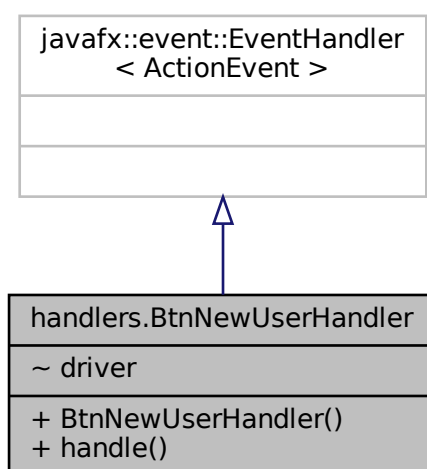 javafx::event::EventHandler
< ActionEvent >
handlers.BtnNewUserHandler
~ driver
+ BtnNewUserHandler()
+ handle()